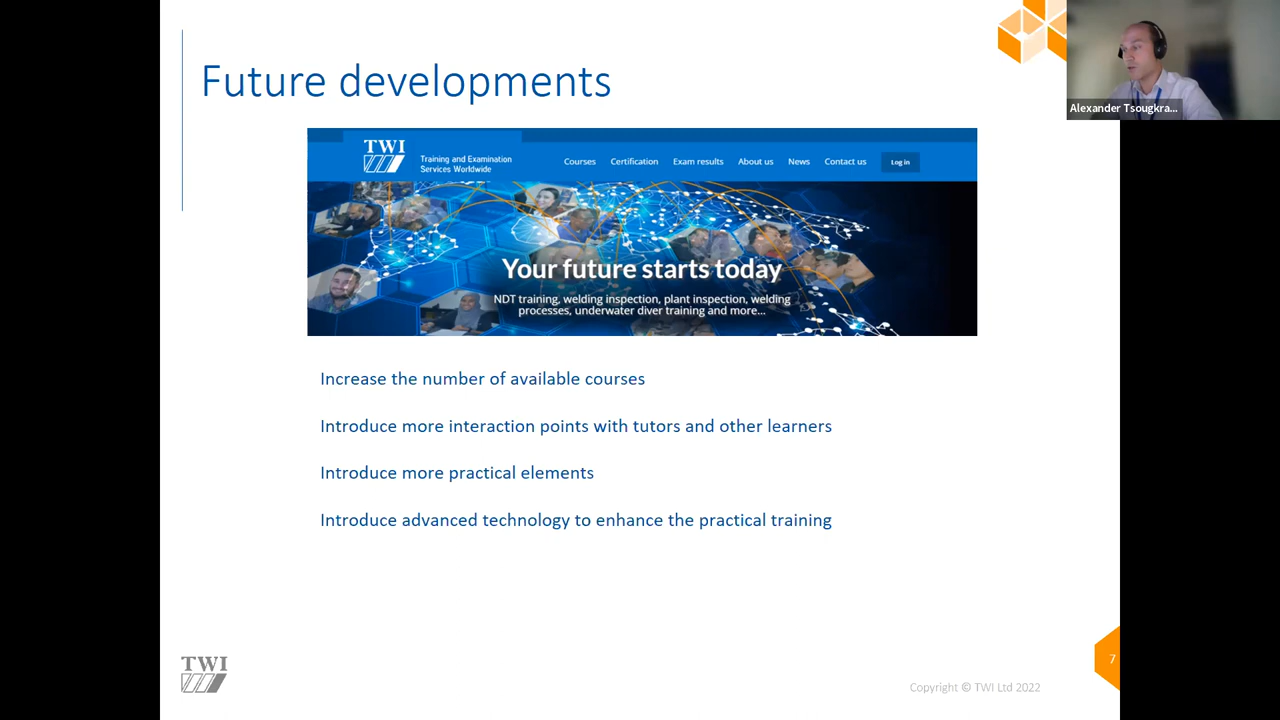 Future developments
Alexander Tsougkra...
TWI
Training and Examination
Services Worldwide
Courses Certification Exam results About us News Contact us Log in
Your future starts today
NDT training, welding inspection, plant inspection, welding
processes, underwater diver training and more...
Increase the number of available courses
Introduce more interaction points with tutors and other learners
Introduce more practical elements
Introduce advanced technology to enhance the practical training
TWI
7
Copyright © TWI Ltd 2022